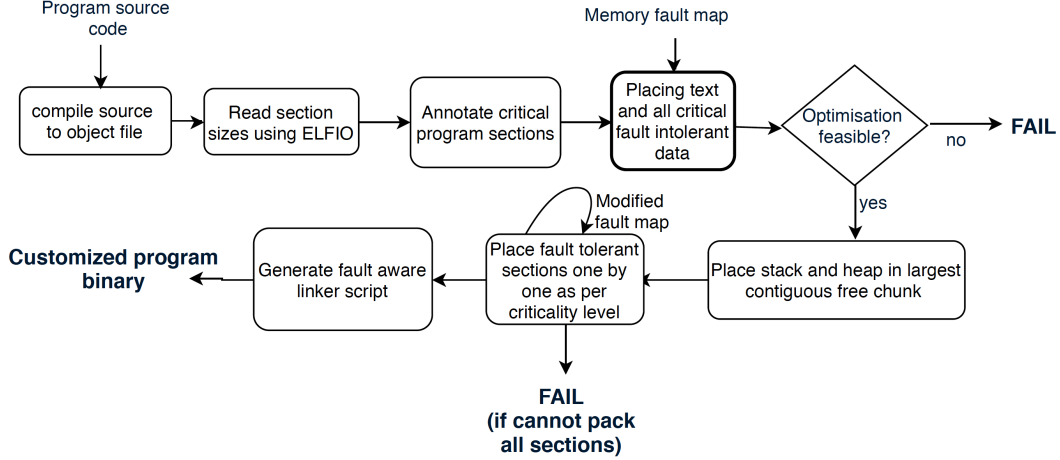 Program source
code
Memory fault map
compile source
to object file
Read section
sizes using ELFIO
Annotate critical
program sections
Placing text
and all critical
fault intolerant
data
Optimisation
feasible?
no
FAIL
yes
Place stack and heap in largest
contiguous free chunk
Modified
fault map
Place fault tolerant
sections one by
one as per
criticality level
Generate fault aware
linker script
Customized program
binary
FAIL
(if cannot pack
all sections)